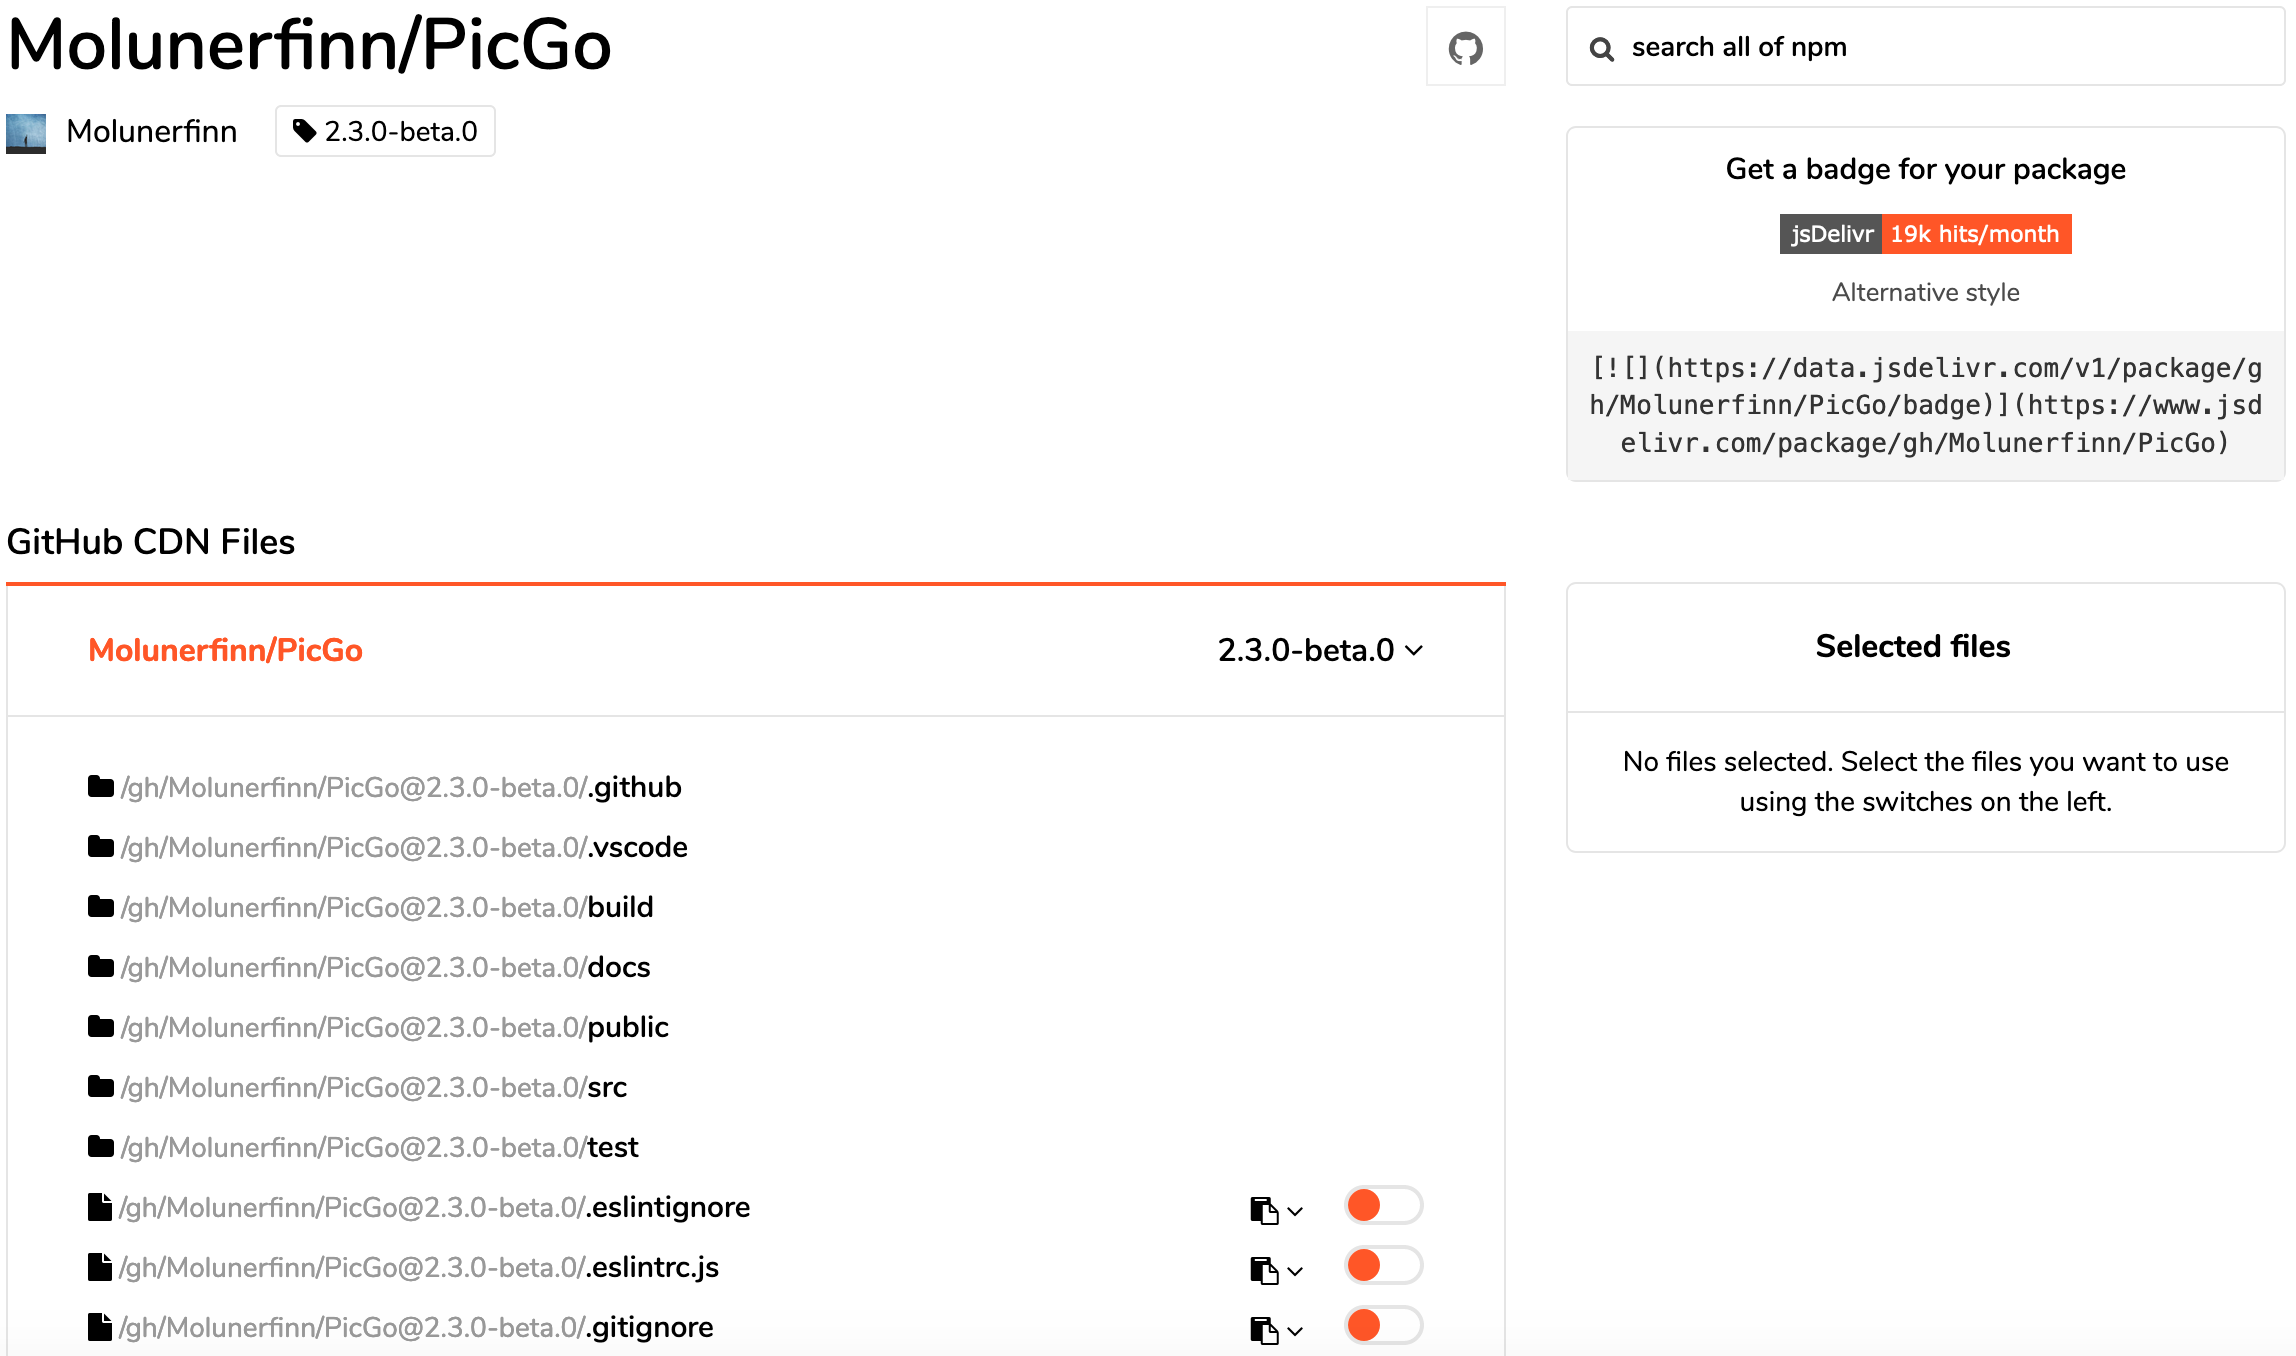 Molunerfinn/PicGo
Molunerfinn
2.3.0-beta.0
search all of npm
Get a badge for your package
jsDelivr 19k hits/month
Alternative style
[![](https://data.jsdelivr.com/v1/package/g
h/Molunerfinn/PicGo/badge)](https://www.jsd
elivr.com/package/gh/Molunerfinn/PicGo)
GitHub CDN Files
Molunerfinn/PicGo
2.3.0-beta.0
/gh/Molunerfinn/PicGo@2.3.0-beta.0/.github
/gh/Molunerfinn/PicGo@2.3.0-beta.0/.vscode
/gh/Molunerfinn/PicGo@2.3.0-beta.0/build
/gh/Molunerfinn/PicGo@2.3.0-beta.0/docs
/gh/Molunerfinn/PicGo@2.3.0-beta.0/public
/gh/Molunerfinn/PicGo@2.3.0-beta.0/src
/gh/Molunerfinn/PicGo@2.3.0-beta.0/test
/gh/Molunerfinn/PicGo@2.3.0-beta.0/.eslintignore
/gh/Molunerfinn/PicGo@2.3.0-beta.0/.eslintrc.js
/gh/Molunerfinn/PicGo@2.3.0-beta.0/.gitignore
Selected files
No files selected. Select the files you want to use
using the switches on the left.